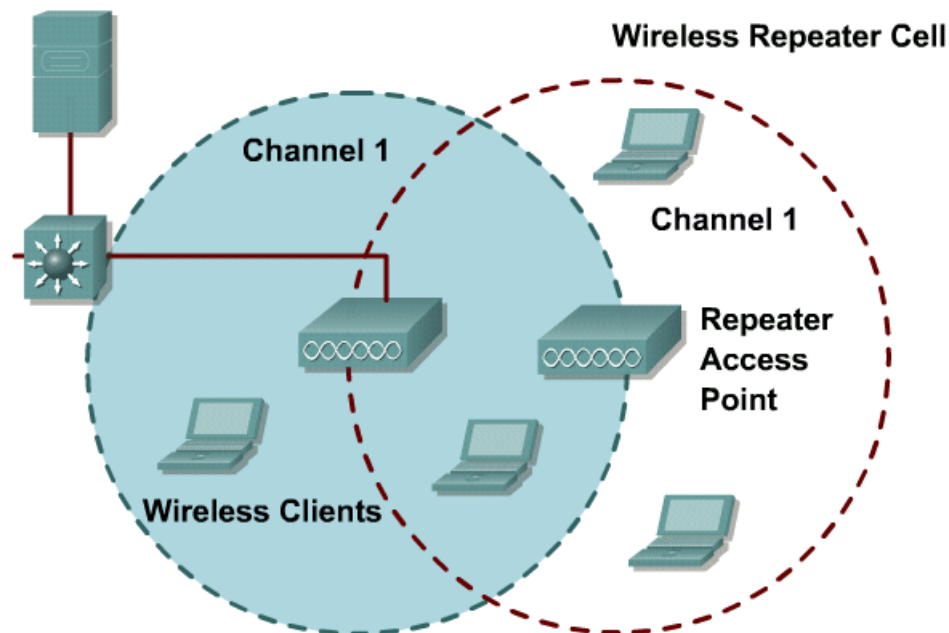 Wireless Repeater Cell
Channel 1
Channel 1
Repeater
Access
Point
Wireless Clients